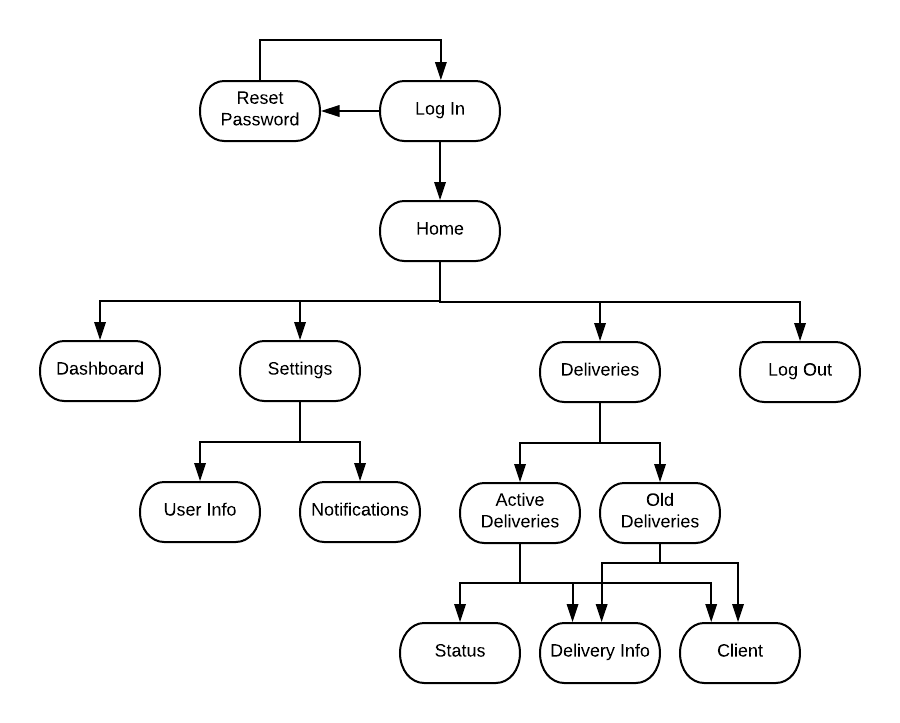 Reset
Password
Log In
Home
Dashboard
Settings
Deliveries
Log Out
User Info
Notifications
Active
Deliveries
Old
Deliveries
Status
Delivery Info
Client